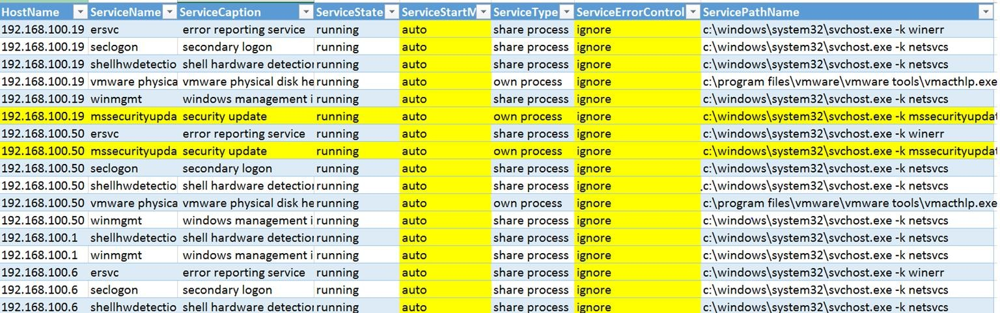 HostName ServiceName ServiceCaption ServiceState ServiceStartM ServiceType ServiceErrorControl ServicePathName
192.168.100.19 ersvc error reporting service running auto share process ignore c:\windows\system32\svchost.exe -k winerr
192.168.100.19 seclogon secondary logon running auto share process ignore c:\windows\system32\svchost.exe -k netsvcs
192.168.100.19 shellhwdetectio shell hardware detection running auto share process ignore c:\windows\system32\svchost.exe -k netsvcs
192.168.100.19 vmware physica vmware physical disk he running auto own process ignore c:\program files\vmware\vmware tools\vmacthlp.exe
192.168.100.19 winmgmt windows management i running auto share process ignore c:\windows\system32\svchost.exe -k netsvcs
192.168.100.19 mssecurityupda security update running auto own process ignore c:\windows\system32\svchost.exe -k mssecurityupdat
192.168.100.50 ersvc error reporting service running auto share process ignore c:\windows\system32\svchost.exe -k winerr
192.168.100.50 mssecurityupda security update running auto own process ignore c:\windows\system32\svchost.exe -k mssecurityupdat
192.168.100.50 seclogon secondary logon running auto share process ignore c:\windows\system32\svchost.exe -k netsvcs
192.168.100.50 shellhwdetectio shell hardware detection running auto share process ignore c:\windows\system32\svchost.exe -k netsvcs
192.168.100.50 vmware physica vmware physical disk he running auto own process ignore c:\program files\vmware\vmware tools\vmacthlp.exe
192.168.100.50 winmgmt windows management i running auto share process ignore c:\windows\system32\svchost.exe -k netsvcs
192.168.100.1 shellhwdetectio shell hardware detection running auto share process ignore c:\windows\system32\svchost.exe -k netsvcs
192.168.100.1 winmgmt windows management i running auto share process ignore c:\windows\system32\svchost.exe -k netsvcs
192.168.100.6 ersvc error reporting service running auto share process ignore c:\windows\system32\svchost.exe -k winerr
192.168.100.6 seclogon secondary logon running auto share process ignore c:\windows\system32\svchost.exe -k netsvcs
192.168.100.6 shellhwdetectio shell hardware detection running auto share process ignore c:\windows\system32\svchost.exe -k netsvcs